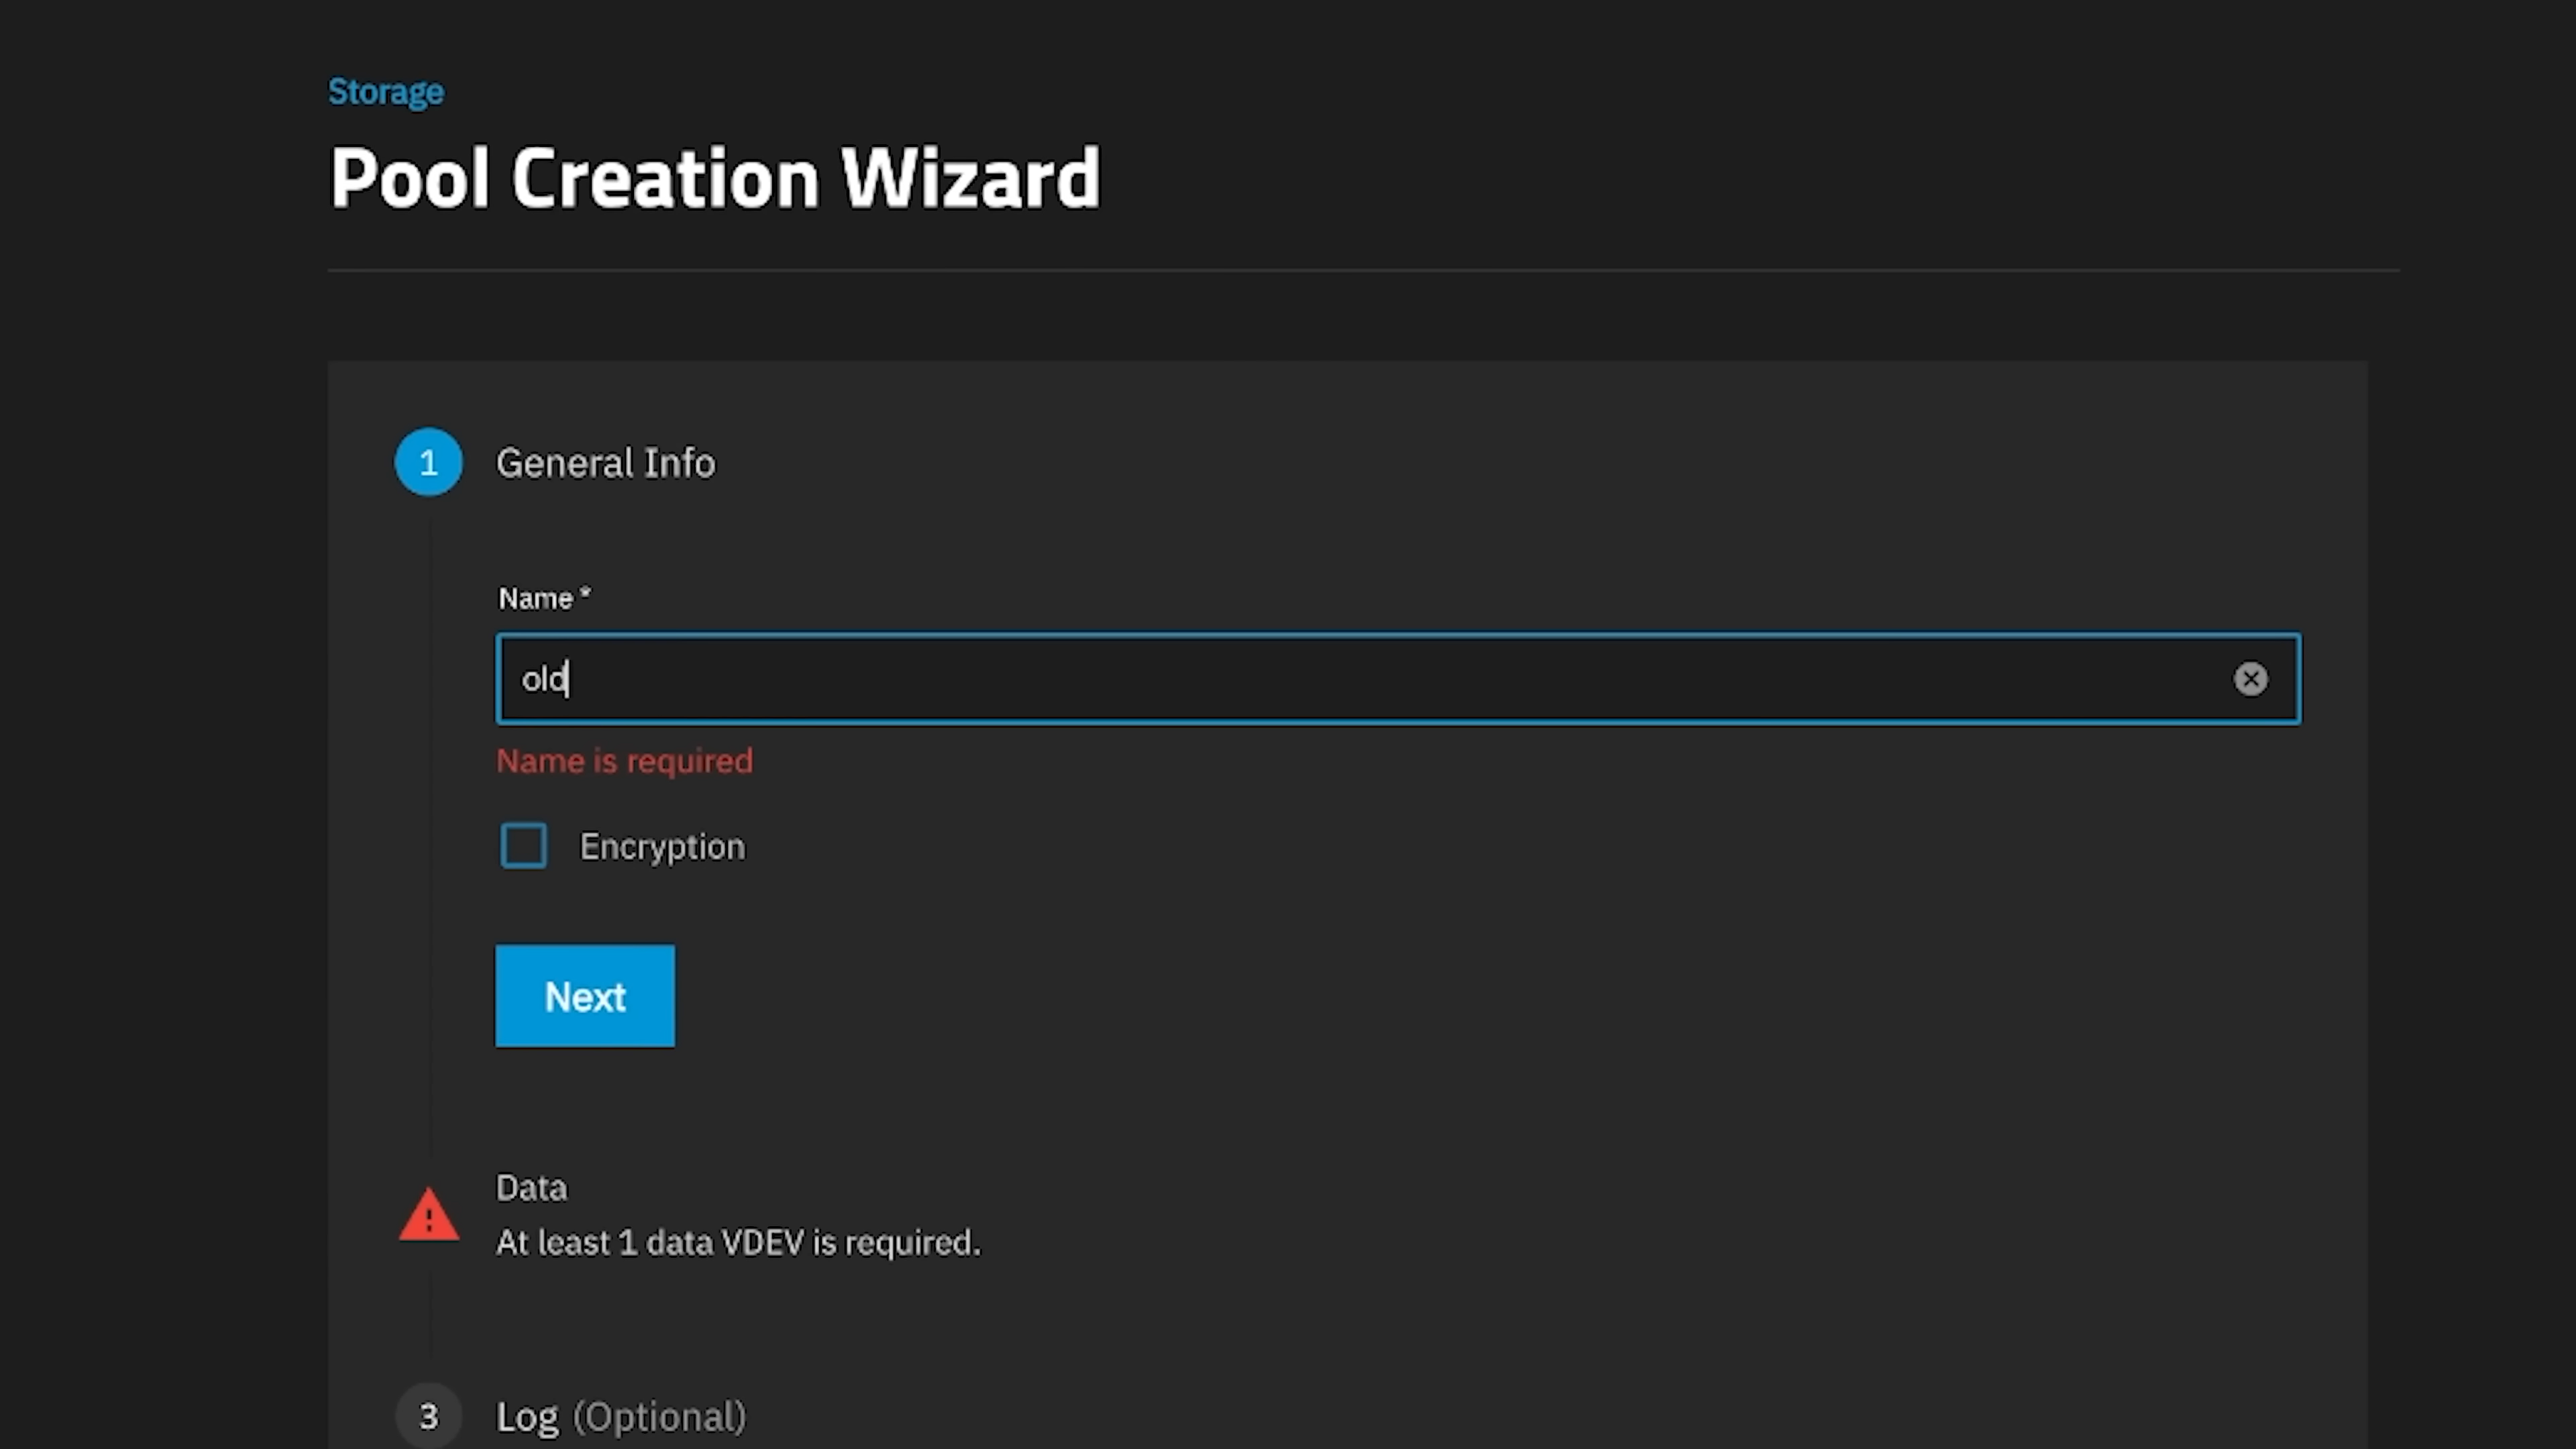 Storage
Pool Creation Wizard
1 General Info
Name *
old
Name is required
Encryption
Next
Data
At least 1 data VDEV is required.
3 Log (Optional)